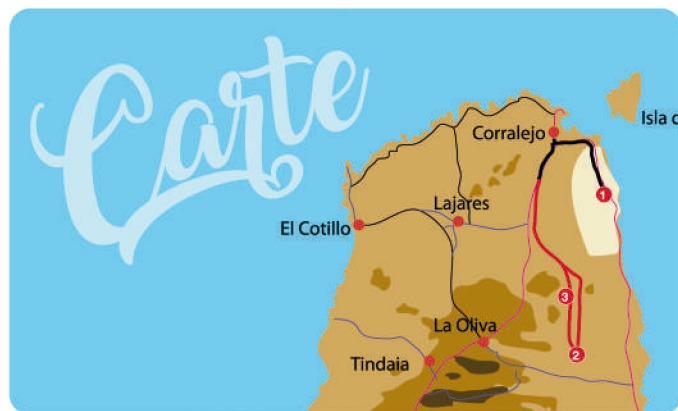 Carte
Isla d
Corralejo
1
Lajares
El Cotillo
3
La Oliva
2
Tindaia